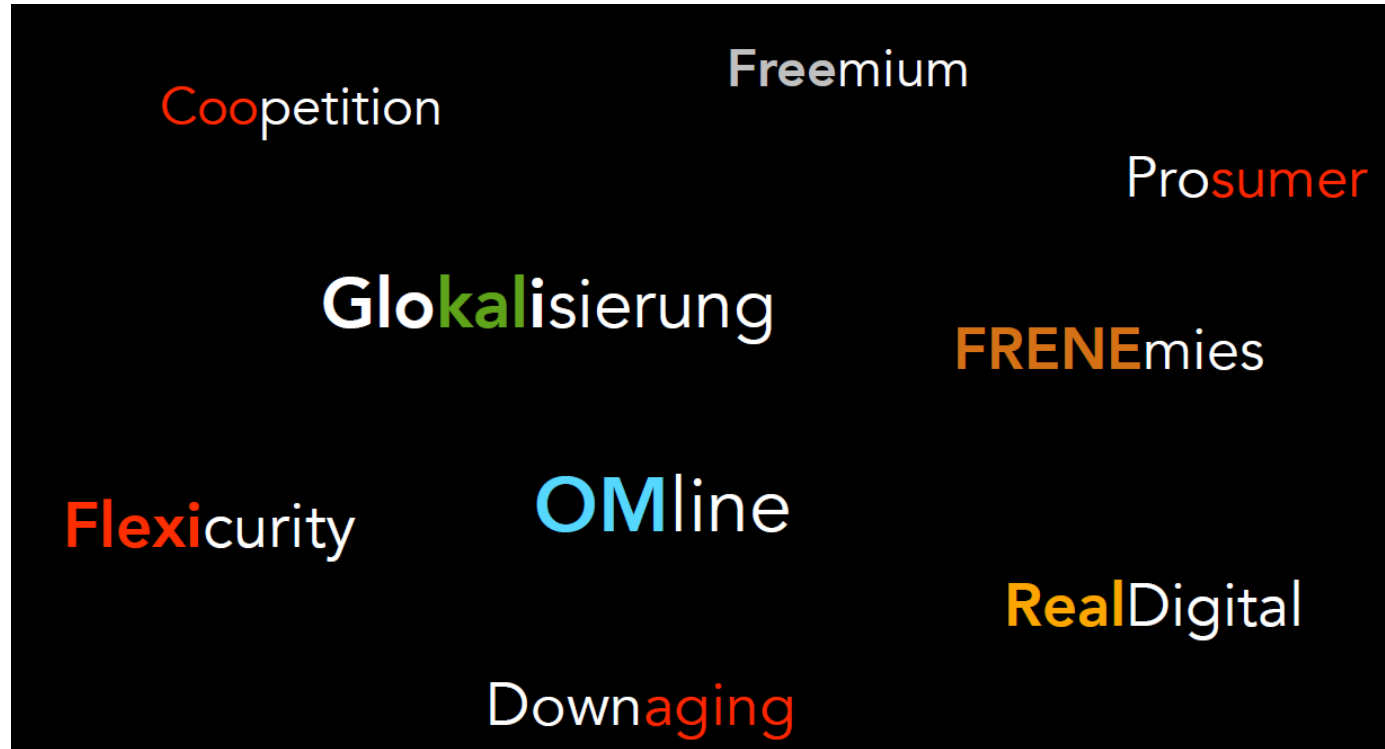 Freemium
Coopetition
Prosumer
Glokalisierung
FRENEmies
OMline
Flexicurity
RealDigital
Downaging